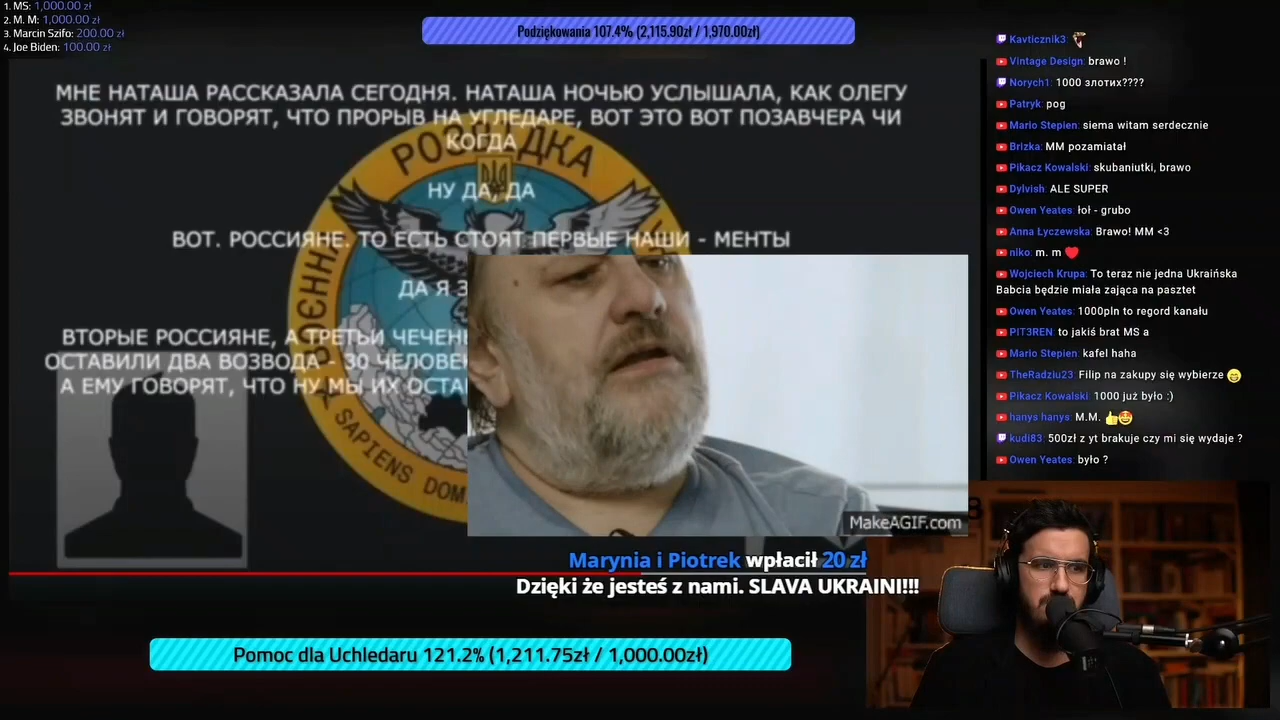 1. MS: 1,000.00 zł
2. M. M: 1,000.00 zł
3. Marcin Szifo: 200.00 zł
4. Joe Biden: 100.00 zł
Podziękowania 107.4% (2,115.90zł / 1,970.00zł)
МНЕ НАТАША РАССКАЗАЛА СЕГОДНЯ. НАТАША НОЧЬЮ УСЛЫШАЛА, КАК ОЛЕГУ
ЗВОНЯТ И ГОВОРЯТ, ЧТО ПРОРЫВ НА УГЛЕДАРЕ, ВОТ ЭТО ВОТ ПОЗАВЧЕРА ЧИ
КОГДА
НУ ДА, ДА
ВОТ. РОССИЯНЕ. ТО ЕСТЬ СТОЯТ ПЕРВЫЕ НАШИ - МЕНТЫ
ДА Я З
ВТОРЫЕ РОССИЯНЕ, А ТРЕТЬИ ЧЕЧЕНЬ
ОСТАВИЛИ ДВА ВОЗВОДА - 30 ЧЕЛОВЕК
А ЕМУ ГОВОРЯТ, ЧТО НУ МЫ ИХ ОСТА
ВОЄННА
SAPIENS DOM
MakeAGIF.com
Marynia i Piotrek wpłacił 20 zł
Dzięki że jesteś z nami. SLAVA UKRAINI!!!
Pomoc dla Uchledaru 121.2% (1,211.75zł / 1,000.00zł)
Kavticznik3:
Vintage Design: brawo !
Norych1: 1000 злотих????
Patryk: pog
Mario Stepien: siema witam serdecznie
Brizka: MM pozamiatał
Pikacz Kowalski: skubaniutki, brawo
Dylvish: ALE SUPER
Owen Yeates: łoł - grubo
Anna Łyczewska: Brawo! MM <3
niko: m. m ❤️
Wojciech Krupa: To teraz nie jedna Ukraińska
Babcia będzie miała zająca na pasztet
Owen Yeates: 1000pln to regord kanału
PIT3REN: to jakiś brat MS a
Mario Stepien: kafel haha
TheRadziu23: Filip na zakupy się wybierze 😄
Pikacz Kowalski: 1000 już było :)
hanys hanys: M.M. 👍🤩
kudi83: 500zł z yt brakuje czy mi się wydaje ?
Owen Yeates: było ?